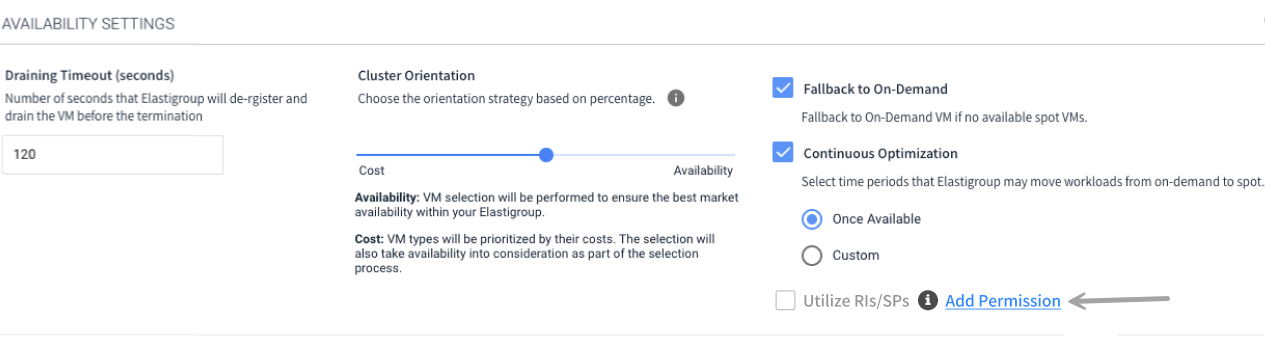 AVAILABILITY SETTINGS
Draining Timeout (seconds)
Number of seconds that Elastigroup will de-rgister and
drain the VM before the termination
120
Cluster Orientation
Choose the orientation strategy based on percentage.
Cost
Availability
Availability: VM selection will be performed to ensure the best market
availability within your Elastigroup.
Cost: VM types will be prioritized by their costs. The selection will
also take availability into consideration as part of the selection
process.
Fallback to On-Demand
Fallback to On-Demand VM if no available spot VMs.
Continuous Optimization
Select time periods that Elastigroup may move workloads from on-demand to spot.
Once Available
Custom
Utilize RIs/SPs
Add Permission